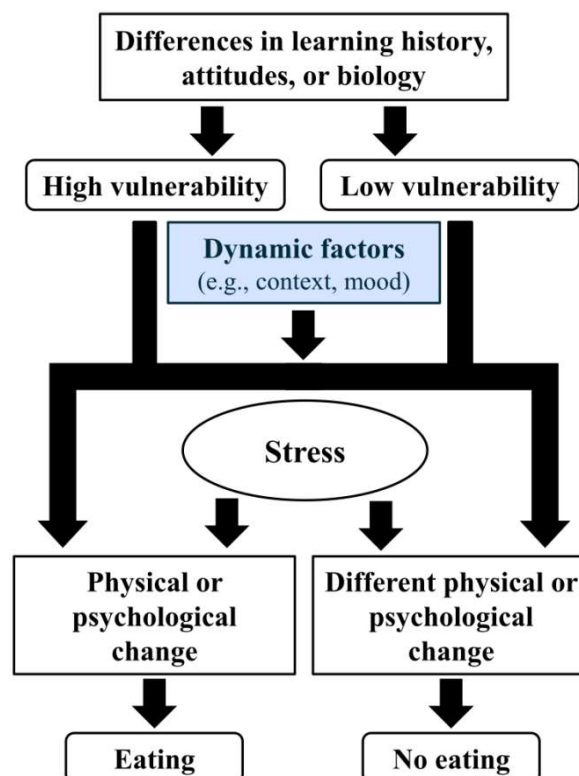 Differences in learning history,
attitudes, or biology
High vulnerability
Low vulnerability
Dynamic factors
(e.g., context, mood)
Stress
Physical or
psychological
change
Different physical or
psychological
change
Eating
No eating